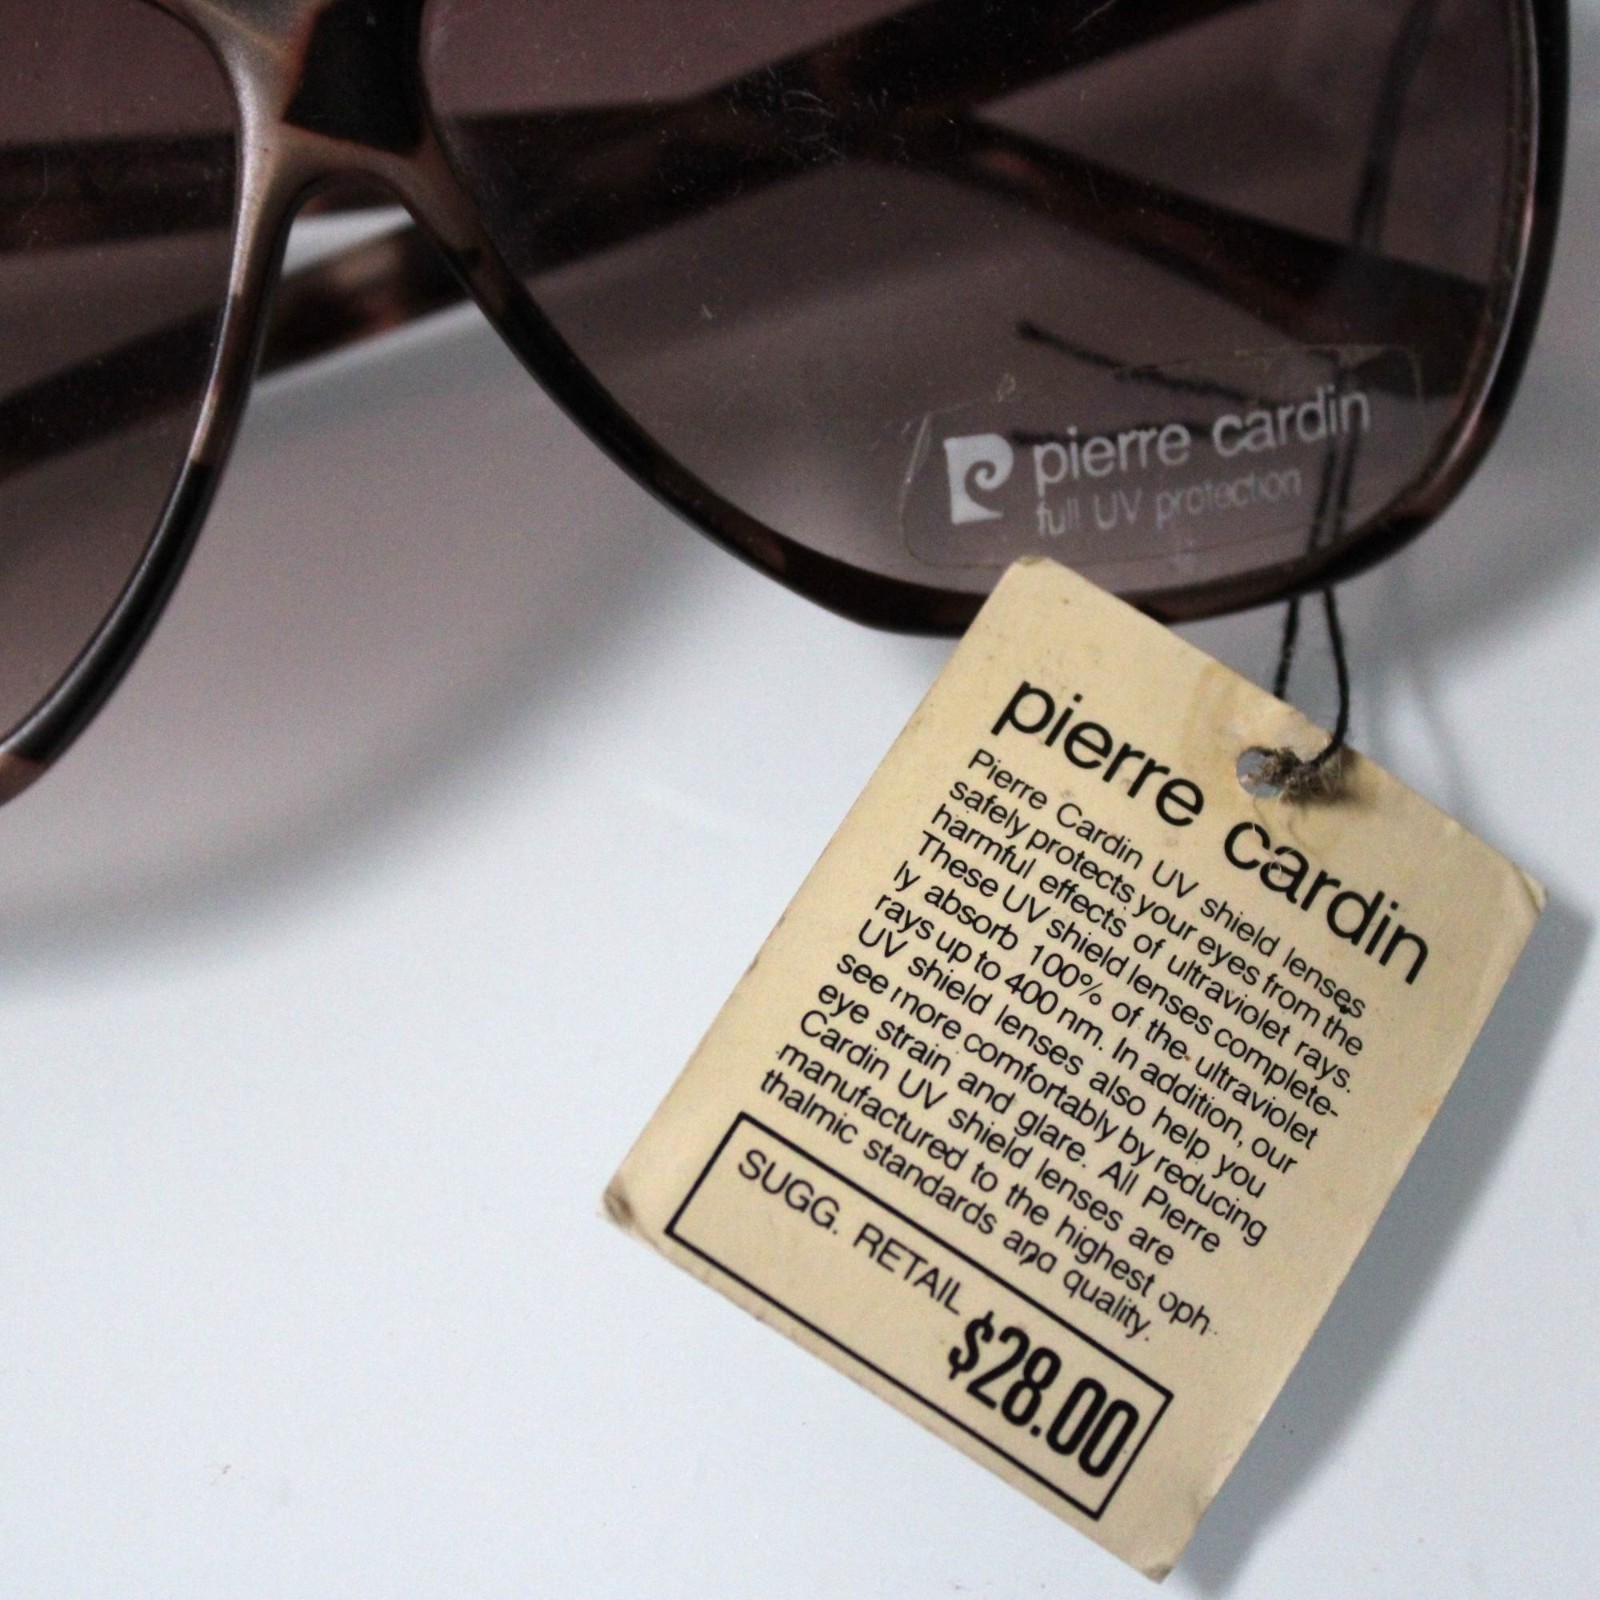 pierre cardin
full UV protection
pierre cardin
Pierre Cardin UV shield lenses
safely protects your eyes from the
harmful effects of ultraviolet rays.
These UV shield lenses complete-
ly absorb 100% of the ultraviolet
rays up to 400 nm. In addition, our
UV shield lenses also help you
see more comfortably by reducing
eye strain and glare. All Pierre
Cardin UV shield lenses are
manufactured to the highest oph-
thalmic standards and quality.
SUGG. RETAIL
$28.00